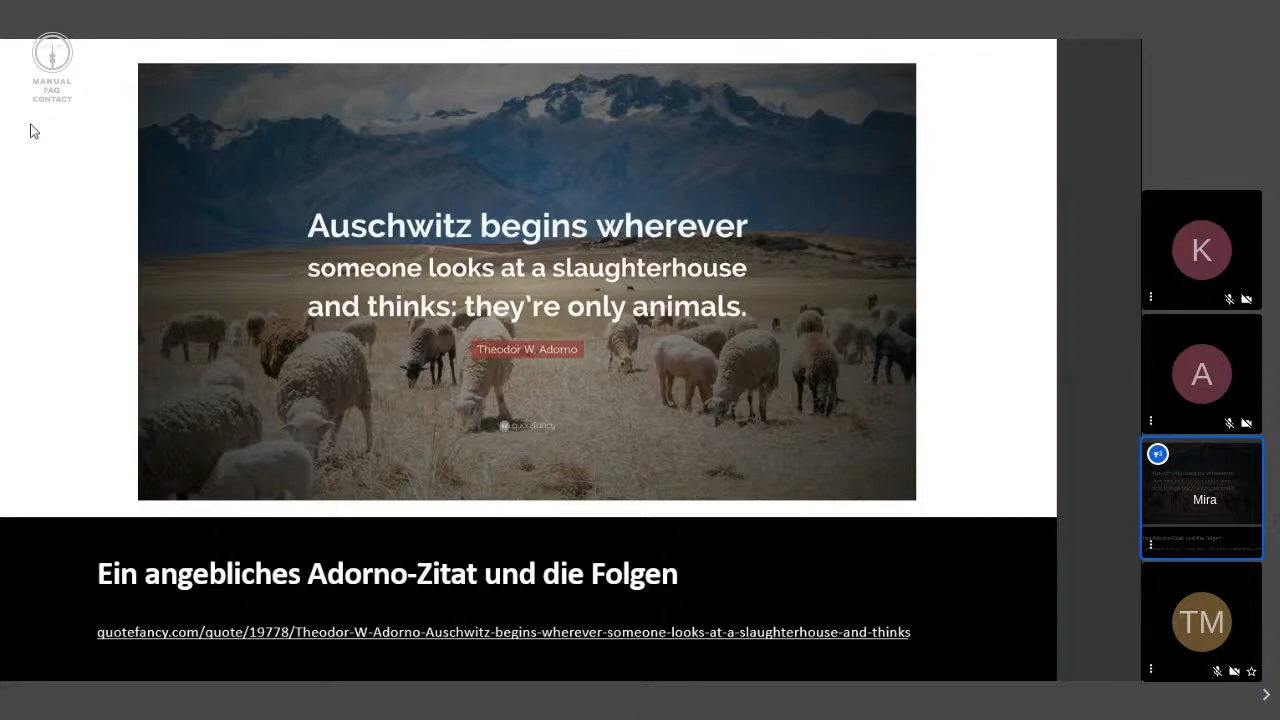 MANUAL
FAQ
CONTACT
Auschwitz begins wherever
someone looks at a slaughterhouse
and thinks: they're only animals.
Theodor W. Adorno
quotefancy
Ein angebliches Adorno-Zitat und die Folgen
quotefancy.com/quote/19778/Theodor-W-Adorno-Auschwitz-begins-wherever-someone-looks-at-a-slaughterhouse-and-thinks
K
A
Mira
TM